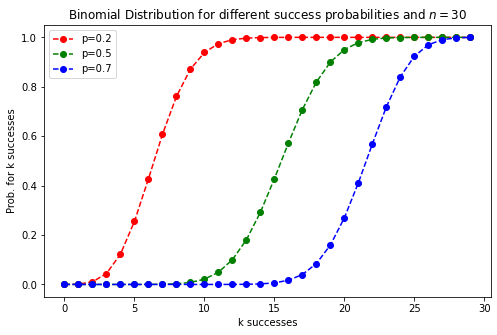 Binomial Distribution for different success probabilities and n = 30
p=0.2
p=0.5
p=0.7
Prob. for k successes
1.0
0.8
0.6
0.4
0.2
0.0
0 5 10 15 20 25 30
k successes